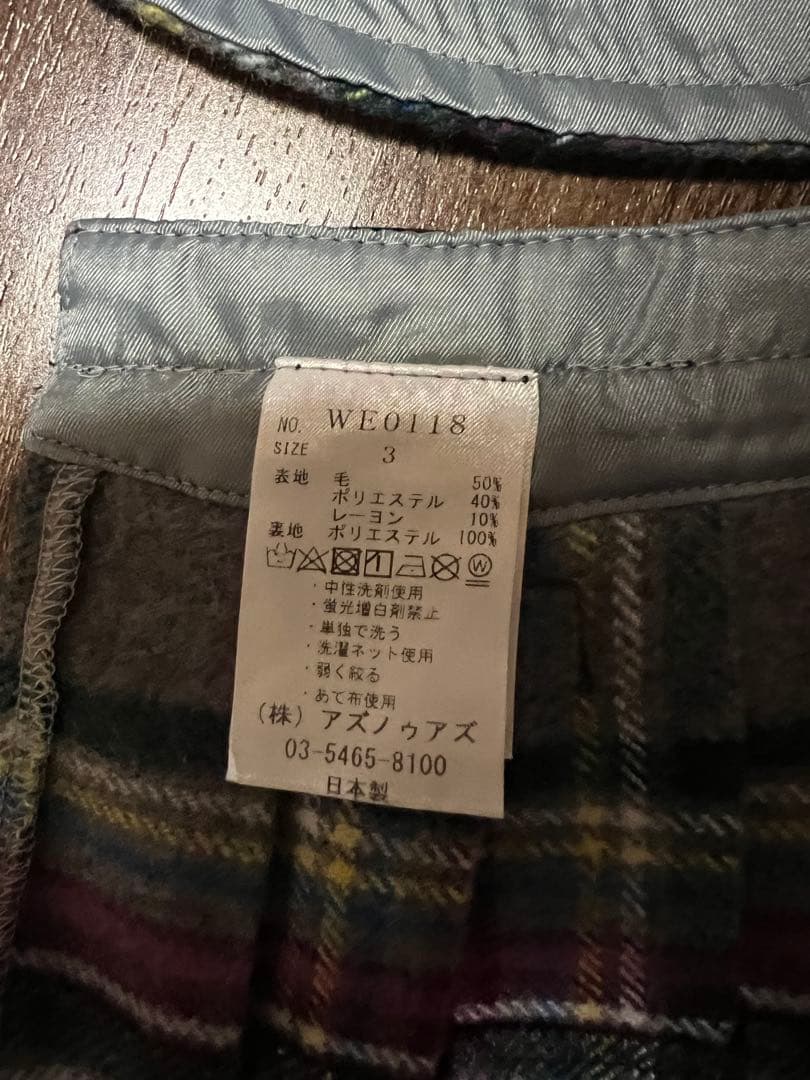 NO. WE0118
SIZE 3
表地 毛 50%
ポリエステル 40%
レーヨン 10%
裏地 ポリエステル 100%
W
・中性洗剤使用
・蛍光増白剤禁止
・単独で洗う
・洗濯ネット使用
・弱く絞る
・あて布使用
(株) アズノゥアズ
03-5465-8100
日本製